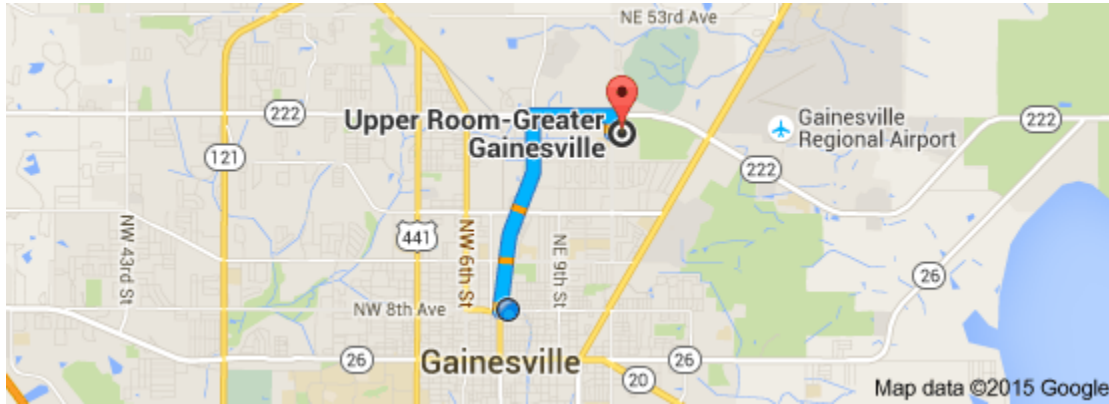 NE 53rd Ave
121
222
Upper Room-Greater
Gainesville
Gainesville
Regional Airport
222
222
441
NW 43rd St
NW 6th St
NE 9th St
26
NW 8th Ave
26
Gainesville
26
20
Map data ©2015 Google